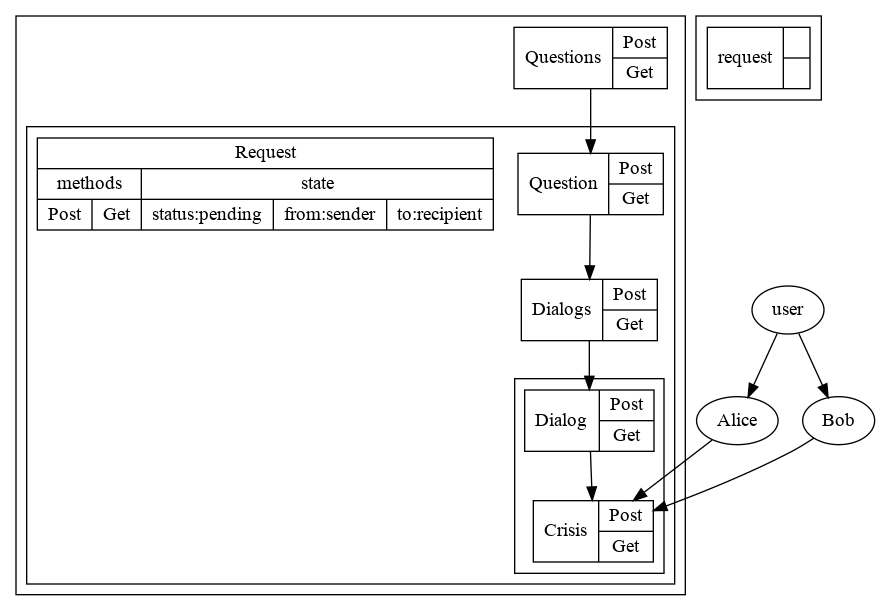 Questions
Post
Get
request
Request
methods
state
Post
Get
status:pending
from:sender
to:recipient
Question
Post
Get
Dialogs
Post
Get
user
Dialog
Post
Get
Alice
Bob
Crisis
Post
Get